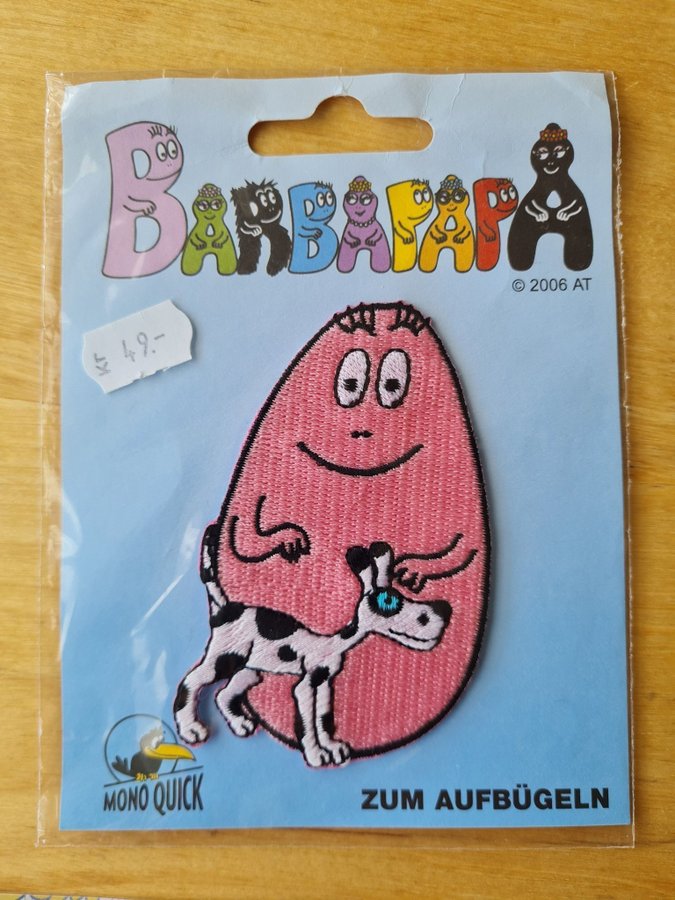 BARBAPAPA
© 2006 AT
KR 49.-
MONO QUICK
ZUM AUFBÜGELN